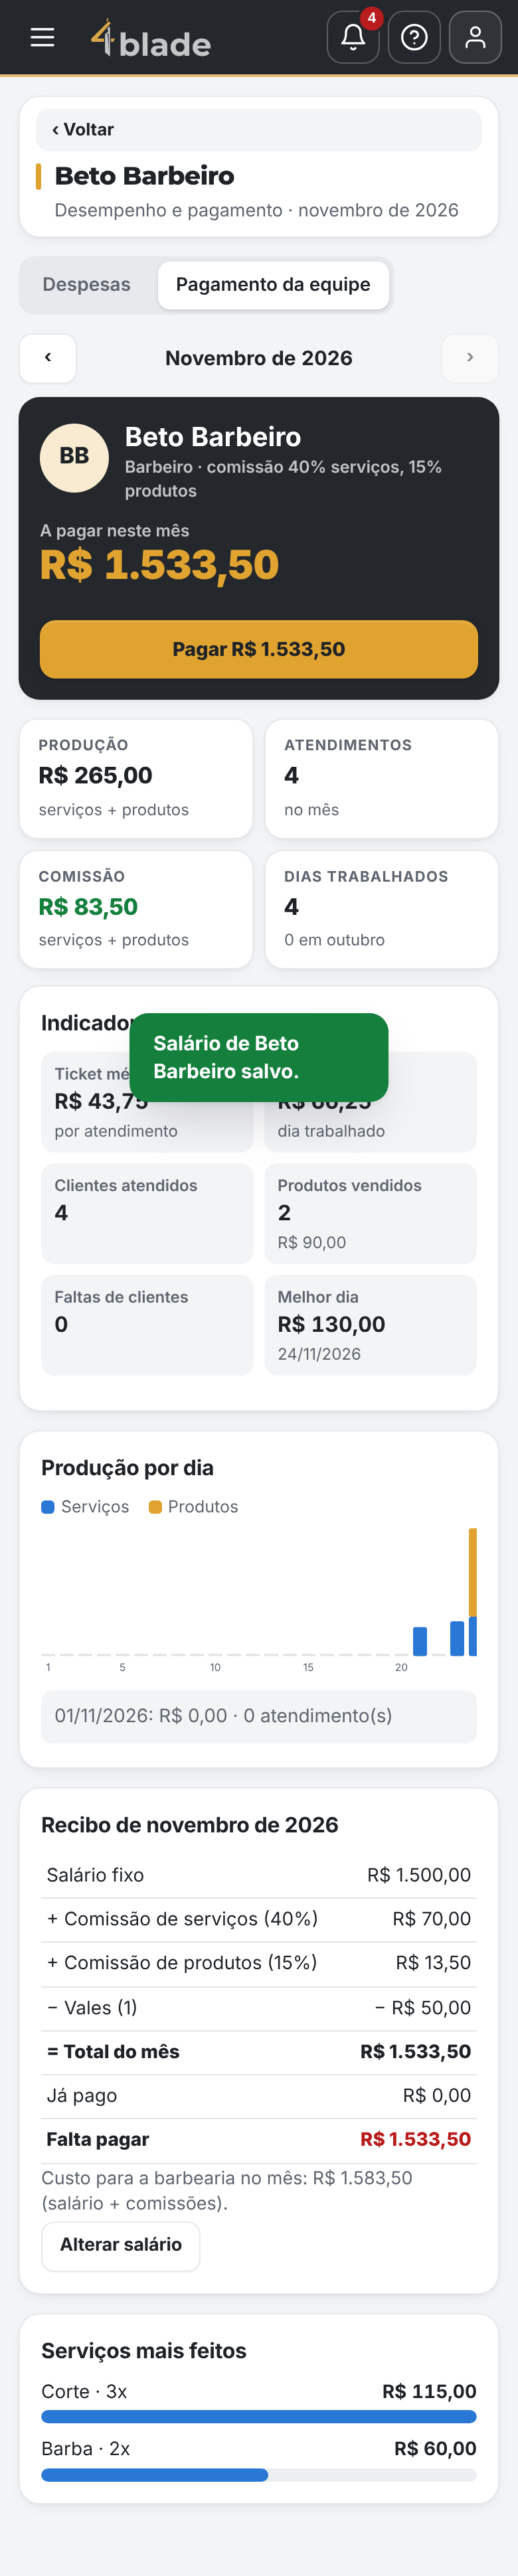 4blade
4
‹ Voltar
Beto Barbeiro
Desempenho e pagamento · novembro de 2026
Despesas
Pagamento da equipe
‹
Novembro de 2026
›
BB
Beto Barbeiro
Barbeiro · comissão 40% serviços, 15%
produtos
A pagar neste mês
R$ 1.533,50
Pagar R$ 1.533,50
PRODUÇÃO
R$ 265,00
serviços + produtos
ATENDIMENTOS
4
no mês
COMISSÃO
R$ 83,50
serviços + produtos
DIAS TRABALHADOS
4
0 em outubro
Salário de Beto
Barbeiro salvo.
Ticket
R$ 43,75
por atendimento
R$ 66,25
dia trabalhado
Clientes atendidos
4
Produtos vendidos
2
R$ 90,00
Faltas de clientes
0
Melhor dia
R$ 130,00
24/11/2026
Produção por dia
Serviços
Produtos
1 5 10 15 20
01/11/2026: R$ 0,00 · 0 atendimento(s)
Recibo de novembro de 2026
Salário fixo R$ 1.500,00
+ Comissão de serviços (40%) R$ 70,00
+ Comissão de produtos (15%) R$ 13,50
− Vales (1) − R$ 50,00
= Total do mês R$ 1.533,50
Já pago R$ 0,00
Falta pagar R$ 1.533,50
Custo para a barbearia no mês: R$ 1.583,50
(salário + comissões).
Alterar salário
Serviços mais feitos
Corte · 3x R$ 115,00
Barba · 2x R$ 60,00